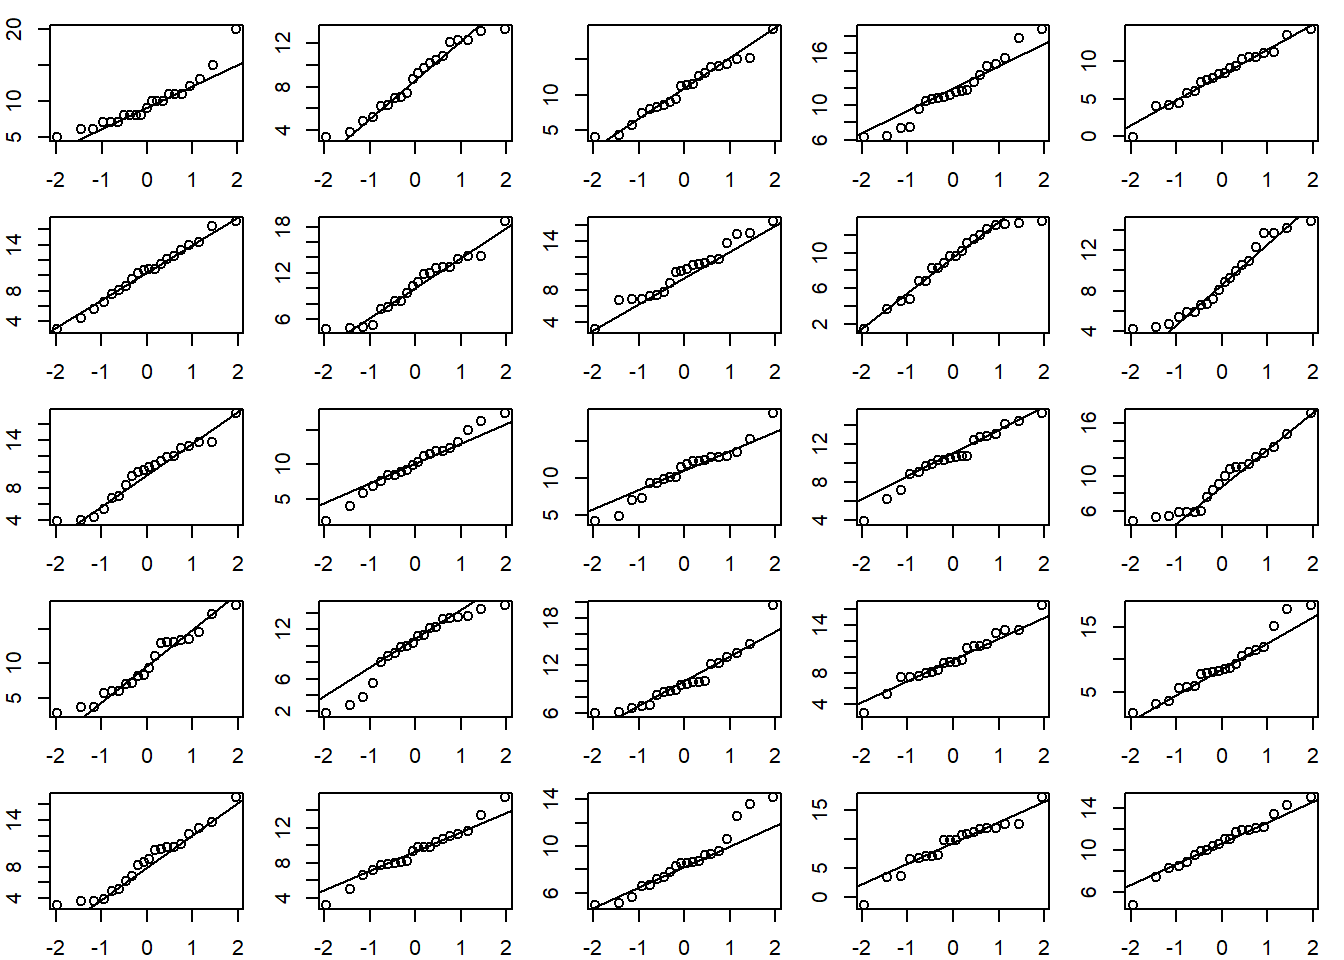 20 12 10 16 10
10 8 10 5
5 4 5 6 0
-2 -1 0 1 2 -2 -1 0 1 2 -2 -1 0 1 2 -2 -1 0 1 2 -2 -1 0 1 2
14 18 14 10 12
8 12 8 6 8
4 6 4 2 4
-2 -1 0 1 2 -2 -1 0 1 2 -2 -1 0 1 2 -2 -1 0 1 2 -2 -1 0 1 2
14 10 10 12 16
8 5 5 8 10
4 4 6
-2 -1 0 1 2 -2 -1 0 1 2 -2 -1 0 1 2 -2 -1 0 1 2 -2 -1 0 1 2
10 12 18 14 15
5 6 12 8 5
2 6 4
-2 -1 0 1 2 -2 -1 0 1 2 -2 -1 0 1 2 -2 -1 0 1 2 -2 -1 0 1 2
14 12 14 15 14
8 8 10 5 10
4 4 6 0 6
-2 -1 0 1 2 -2 -1 0 1 2 -2 -1 0 1 2 -2 -1 0 1 2 -2 -1 0 1 2